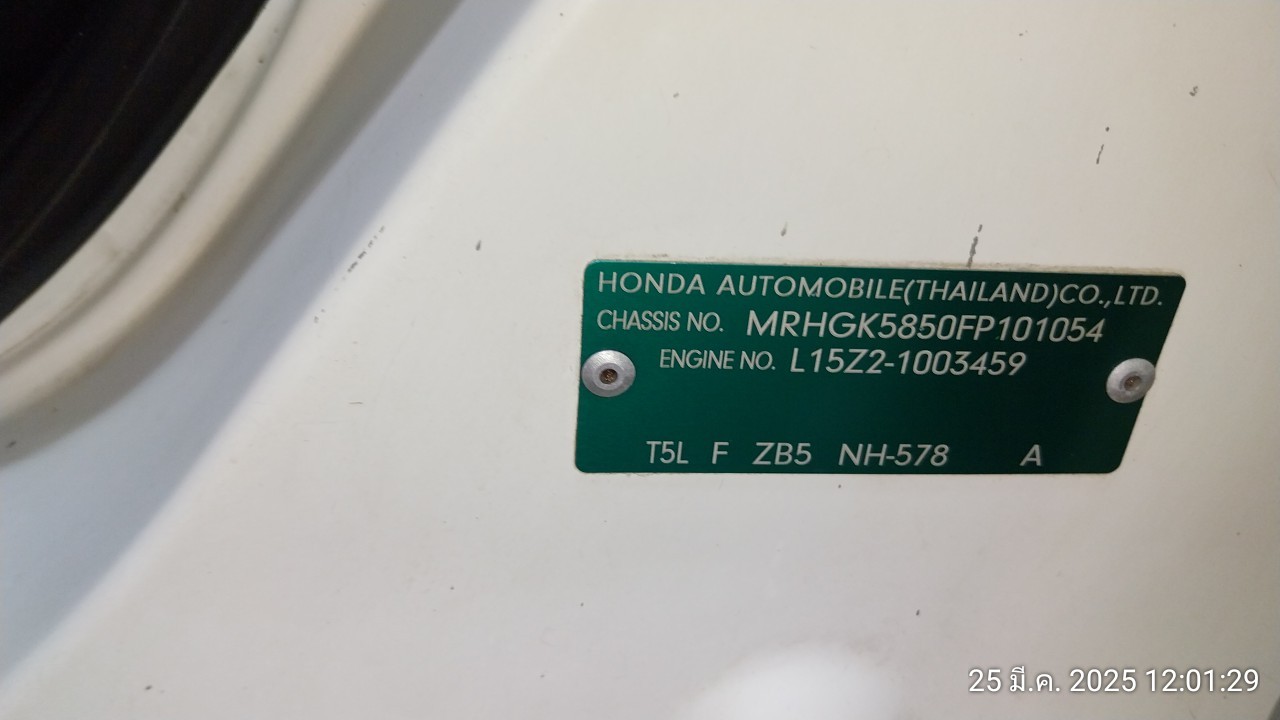 HONDA AUTOMOBILE(THAILAND)CO.,LTD.
CHASSIS NO. MRHGK5850FP101054
ENGINE NO. L15Z2-1003459
T5L F ZB5 NH-578 A
25 มี.ค. 2025 12:01:29